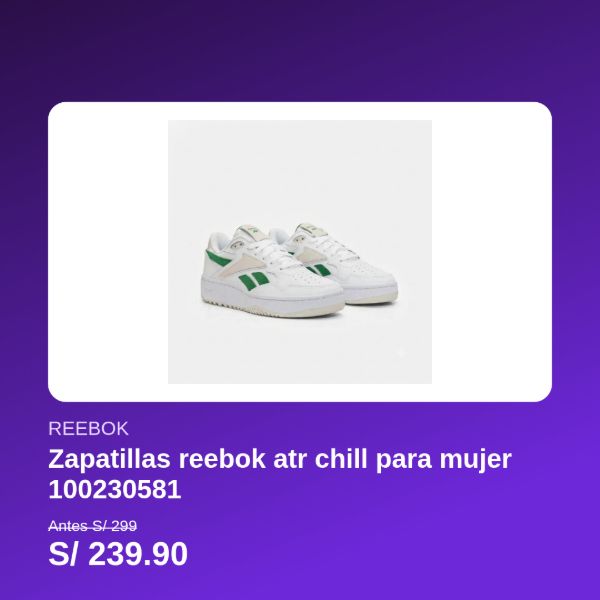 REEBOK
Zapatillas reebok atr chill para mujer
100230581
Antes S/ 299
S/ 239.90